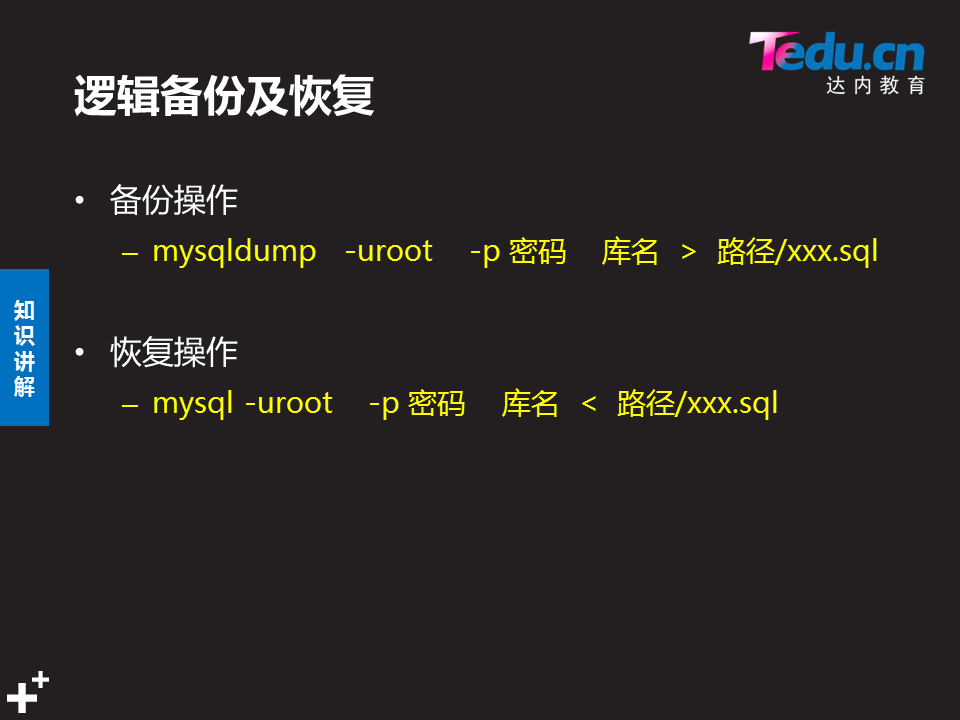 Tedu.cn
达内教育
逻辑备份及恢复
• 备份操作
– mysqldump -uroot -p 密码 库名 > 路径/xxx.sql
知识讲解
• 恢复操作
– mysql -uroot -p 密码 库名 < 路径/xxx.sql